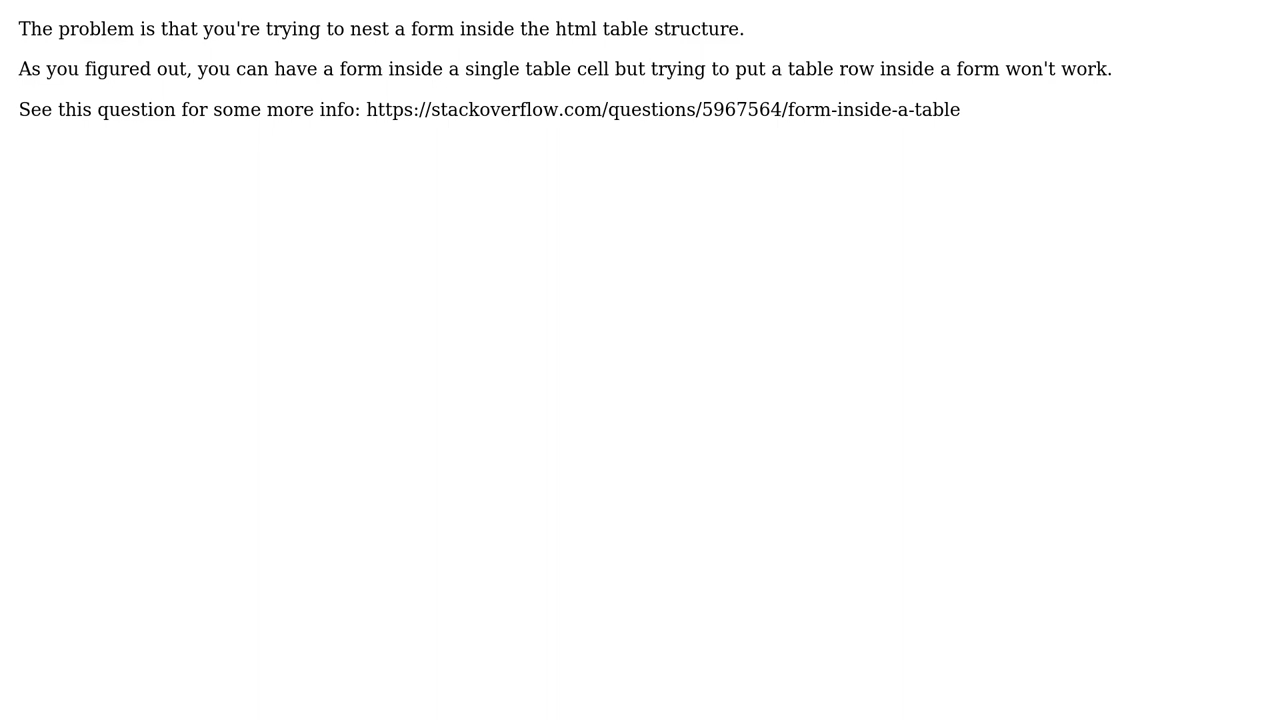 The problem is that you're trying to nest a form inside the html table structure.
As you figured out, you can have a form inside a single table cell but trying to put a table row inside a form won't work.
See this question for some more info: https://stackoverflow.com/questions/5967564/form-inside-a-table